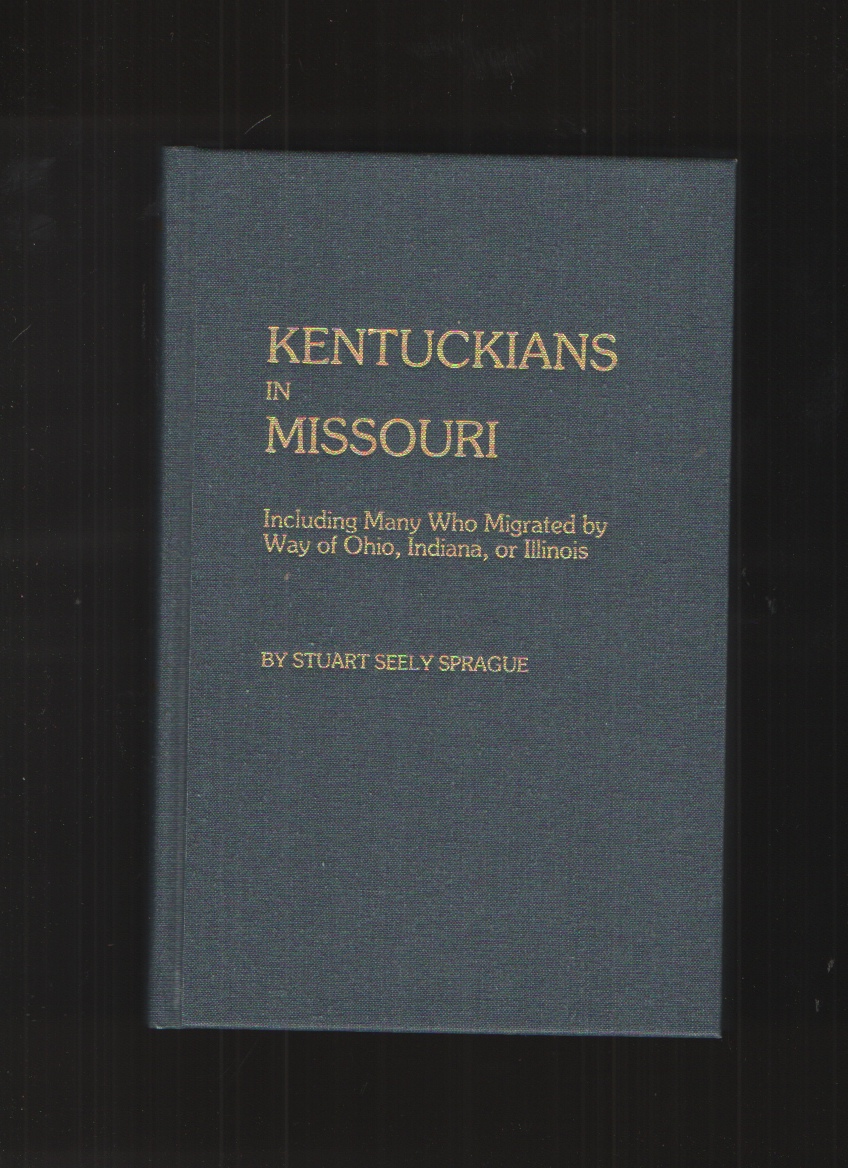 KENTUCKIANS
IN
MISSOURI
Including Many Who Migrated by
Way of Ohio, Indiana, or Illinois
BY STUART SEELY SPRAGUE